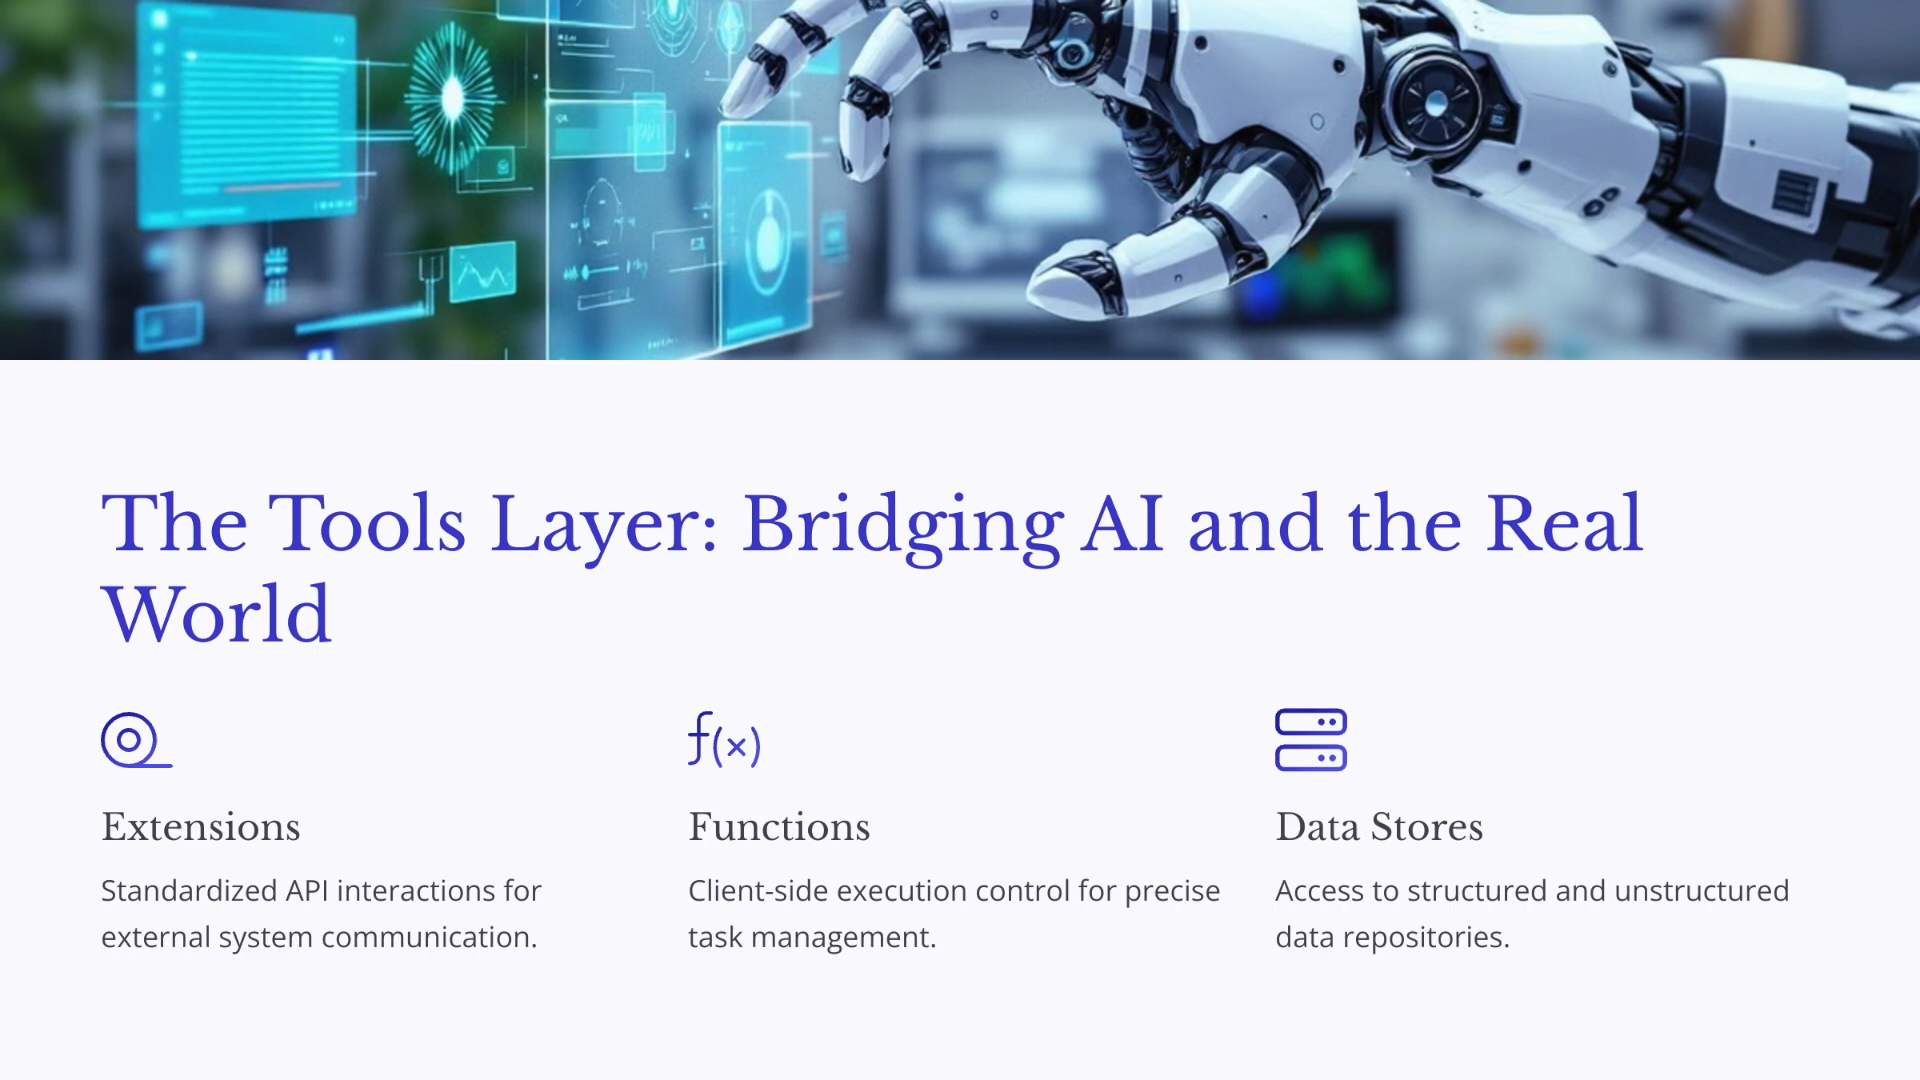 The Tools Layer: Bridging AI and the Real
World
f(x)
Extensions
Standardized API interactions for
external system communication.
Functions
Client-side execution control for precise
task management.
Data Stores
Access to structured and unstructured
data repositories.